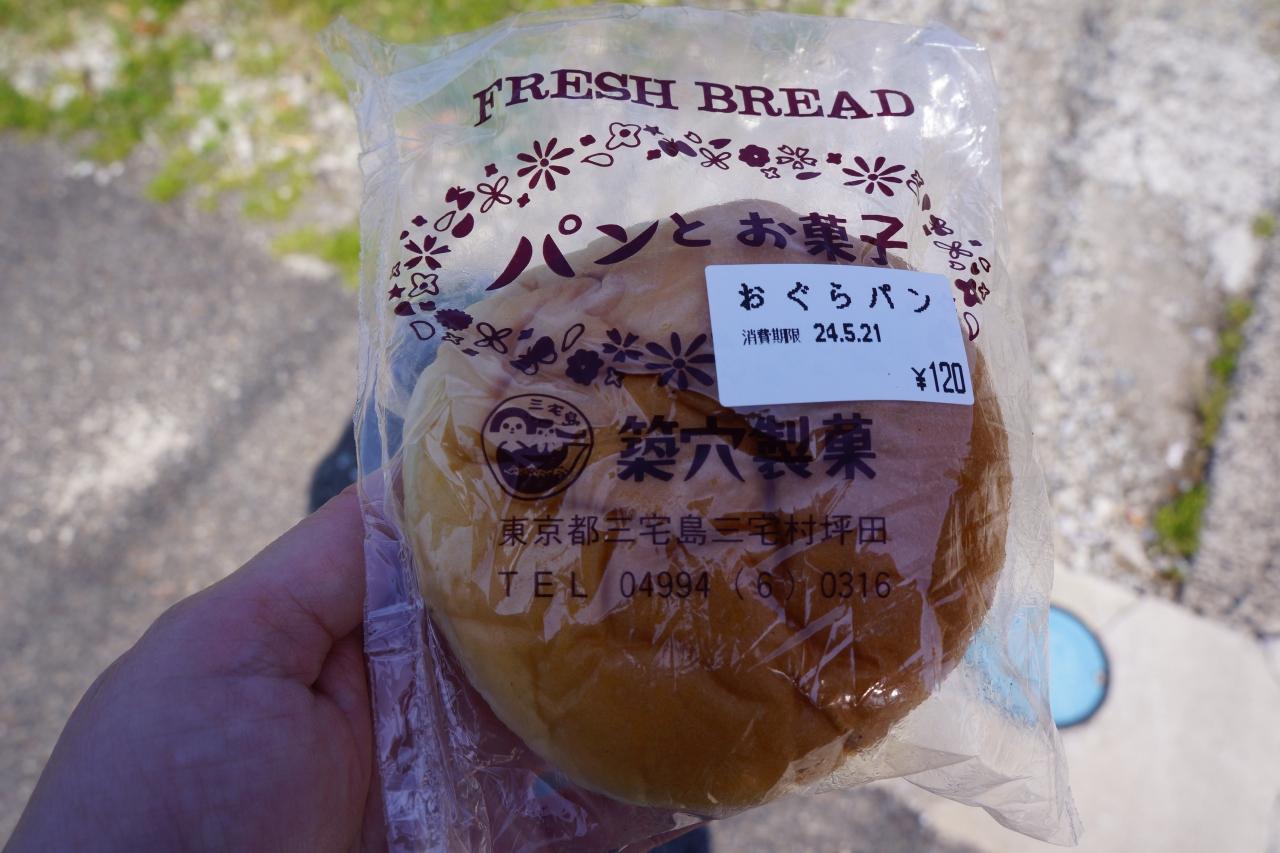 FRESH BREAD
パンとお菓子
おぐらパン
消費期限 24.5.21
¥120
三宅島
築穴製菓
東京都三宅島三宅村坪田
TEL 04994(6)0316